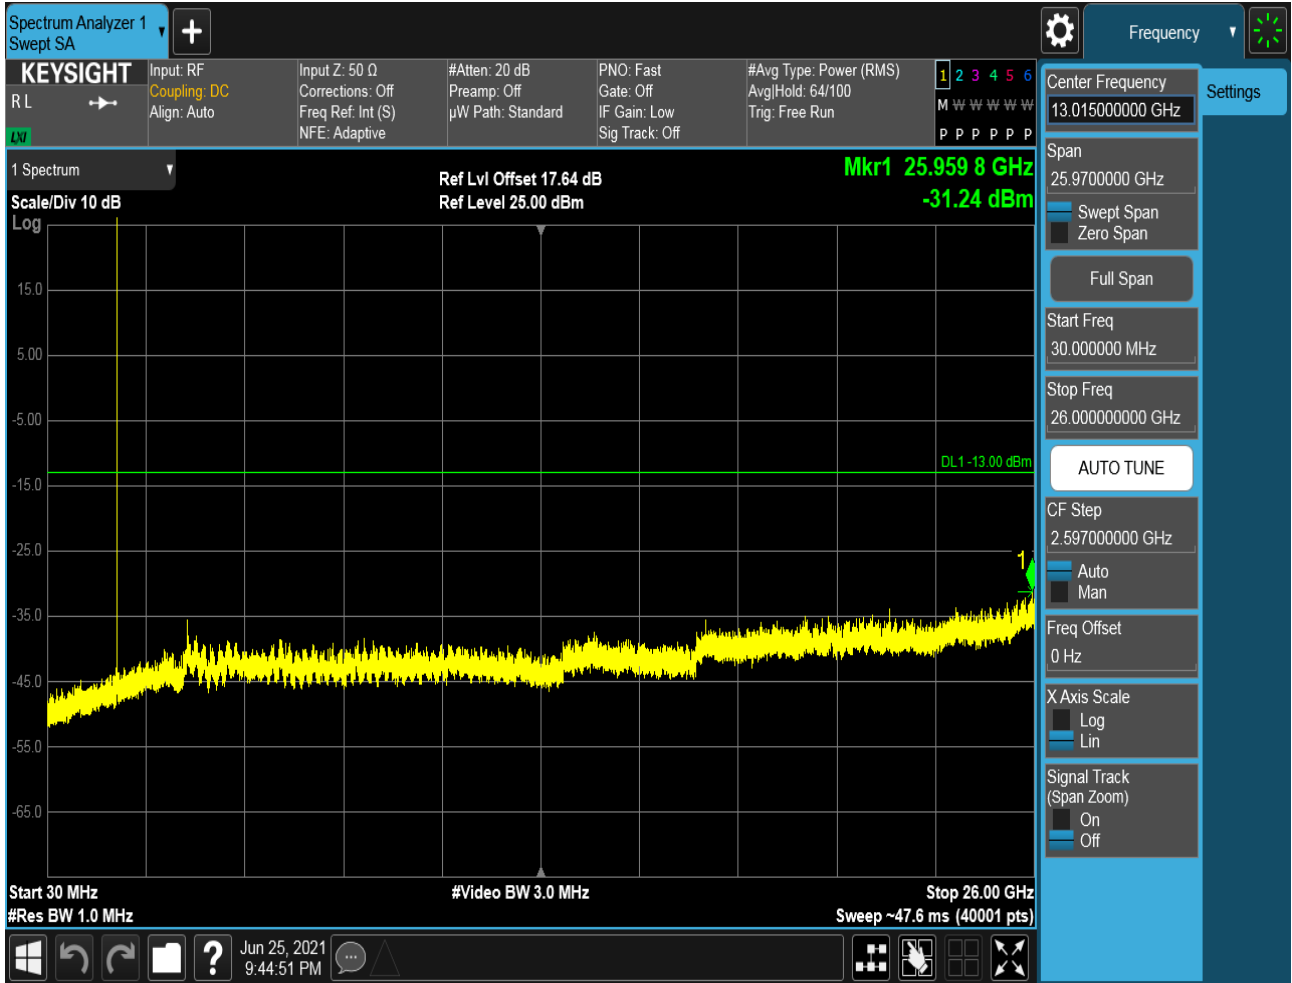 Spectrum Analyzer 1
Swept SA
Frequency
KEYSIGHT
R L
LXI
Input: RF
Coupling: DC
Align: Auto
Input Z: 50 Ω
Corrections: Off
Freq Ref: Int (S)
NFE: Adaptive
#Atten: 20 dB
Preamp: Off
µW Path: Standard
PNO: Fast
Gate: Off
IF Gain: Low
Sig Track: Off
#Avg Type: Power (RMS)
Avg|Hold: 64/100
Trig: Free Run
1 2 3 4 5 6
M W W W W W
P P P P P P
1 Spectrum
Scale/Div 10 dB
Log
Ref Lvl Offset 17.64 dB
Ref Level 25.00 dBm
Mkr1 25.959 8 GHz
-31.24 dBm
15.0
5.00
-5.00
-15.0
-25.0
-35.0
-45.0
-55.0
-65.0
DL1 -13.00 dBm
1
Start 30 MHz
#Res BW 1.0 MHz
#Video BW 3.0 MHz
Stop 26.00 GHz
Sweep ~47.6 ms (40001 pts)
Center Frequency
13.015000000 GHz
Span
25.9700000 GHz
Swept Span
Zero Span
Full Span
Start Freq
30.000000 MHz
Stop Freq
26.000000000 GHz
AUTO TUNE
CF Step
2.597000000 GHz
Auto
Man
Freq Offset
0 Hz
X Axis Scale
Log
Lin
Signal Track
(Span Zoom)
On
Off
Settings
?
Jun 25, 2021
9:44:51 PM